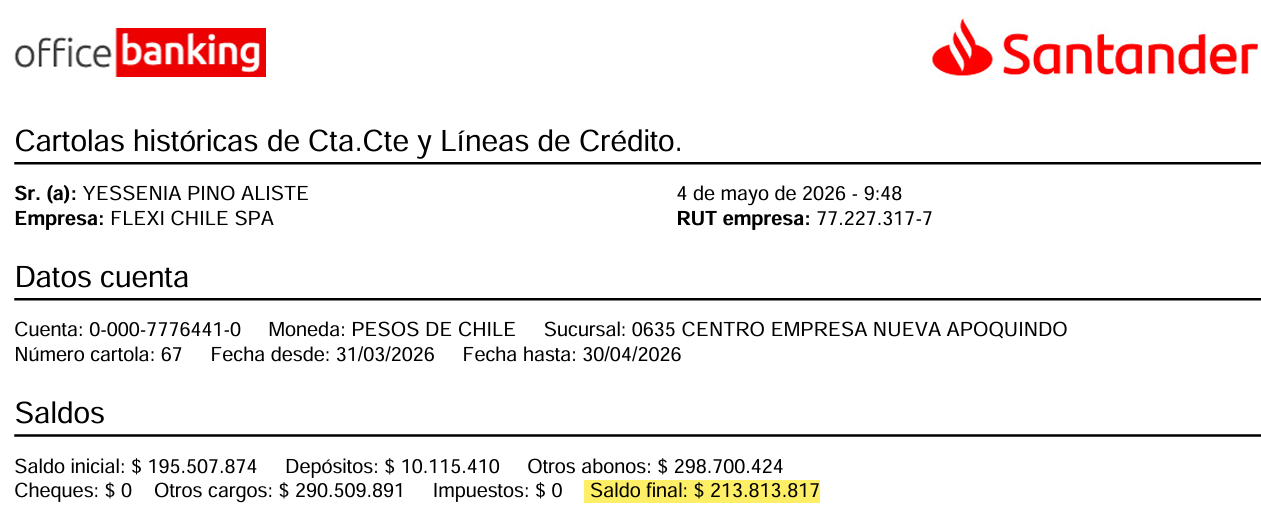 officebanking Santander
Cartolas históricas de Cta.Cte y Líneas de Crédito.
Sr. (a): YESSENIA PINO ALISTE 4 de mayo de 2026 - 9:48
Empresa: FLEXI CHILE SPA RUT empresa: 77.227.317-7
Datos cuenta
Cuenta: 0-000-7776441-0 Moneda: PESOS DE CHILE Sucursal: 0635 CENTRO EMPRESA NUEVA APOQUINDO
Número cartola: 67 Fecha desde: 31/03/2026 Fecha hasta: 30/04/2026
Saldos
Saldo inicial: $ 195.507.874 Depósitos: $ 10.115.410 Otros abonos: $ 298.700.424
Cheques: $ 0 Otros cargos: $ 290.509.891 Impuestos: $ 0 Saldo final: $ 213.813.817